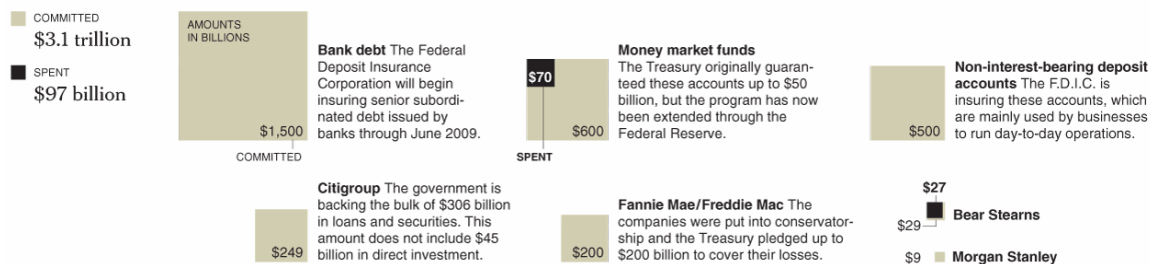 COMMITTED
$3.1 trillion
SPENT
$97 billion
AMOUNTS
IN BILLIONS
$1,500
COMMITTED
Bank debt The Federal
Deposit Insurance
Corporation will begin
insuring senior subordi-
nated debt issued by
banks through June 2009.
$70
$600
SPENT
Money market funds
The Treasury originally guaran-
teed these accounts up to $50
billion, but the program has now
been extended through the
Federal Reserve.
$500
Non-interest-bearing deposit
accounts The F.D.I.C. is
insuring these accounts, which
are mainly used by businesses
to run day-to-day operations.
$249
Citigroup The government is
backing the bulk of $306 billion
in loans and securities. This
amount does not include $45
billion in direct investment.
$200
Fannie Mae/Freddie Mac The
companies were put into conservator-
ship and the Treasury pledged up to
$200 billion to cover their losses.
$27
$29
Bear Stearns
$9
Morgan Stanley